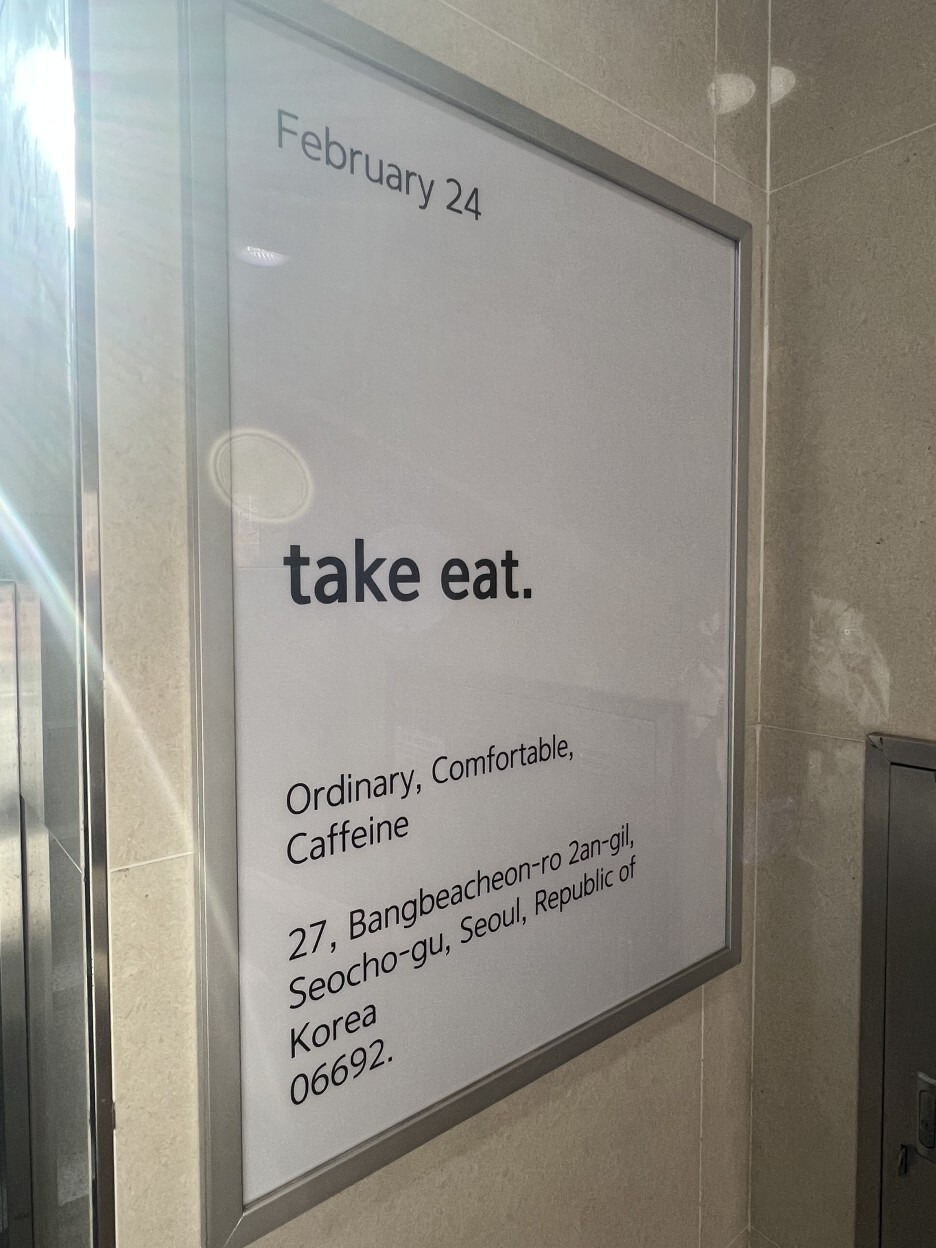 February 24
take eat.
Ordinary, Comfortable,
Caffeine
27, Bangbeacheon-ro 2an-gil,
Seocho-gu, Seoul, Republic of
Korea
06692.